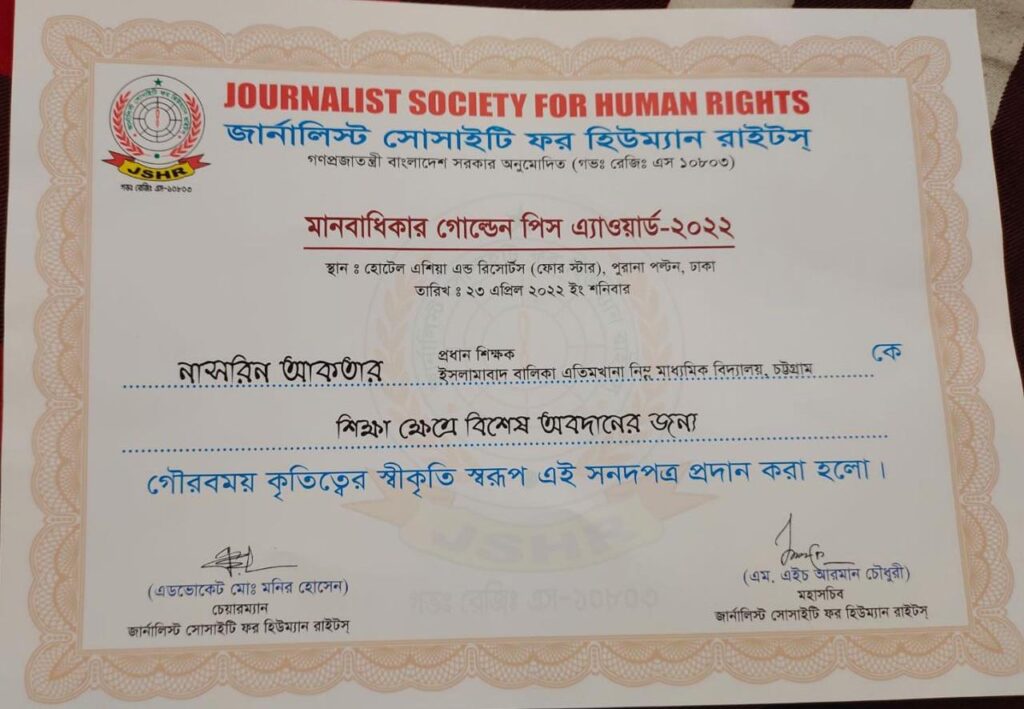 JOURNALIST SOCIETY FOR HUMAN RIGHTS
জার্নালিস্ট সোসাইটি ফর হিউম্যান রাইটস্
গণপ্রজাতন্ত্রী বাংলাদেশ সরকার অনুমোদিত (গভঃ রেজিঃ এস ১০৮০৩)
JSHR
গভঃ রেজিঃ এস-১০৮০৩
মানবাধিকার গোল্ডেন পিস এ্যাওয়ার্ড-২০২২
স্থান ঃ হোটেল এশিয়া এন্ড রিসোর্টস (ফোর স্টার), পুরানা পল্টন, ঢাকা
তারিখ ঃ ২৩ এপ্রিল ২০২২ ইং শনিবার
প্রধান শিক্ষক
নাসরিন আকতার ইসলামাবাদ বালিকা এতিমখানা নিম্ন মাধ্যমিক বিদ্যালয়, চট্টগ্রাম কে
শিক্ষা ক্ষেত্রে বিশেষ অবদানের জন্য
গৌরবময় কৃতিত্বের স্বীকৃতি স্বরূপ এই সনদপত্র প্রদান করা হলো।
(এডভোকেট মোঃ মনির হোসেন)
চেয়ারম্যান
জার্নালিস্ট সোসাইটি ফর হিউম্যান রাইটস্
(এম. এইচ আরমান চৌধুরী)
মহাসচিব
জার্নালিস্ট সোসাইটি ফর হিউম্যান রাইটস্